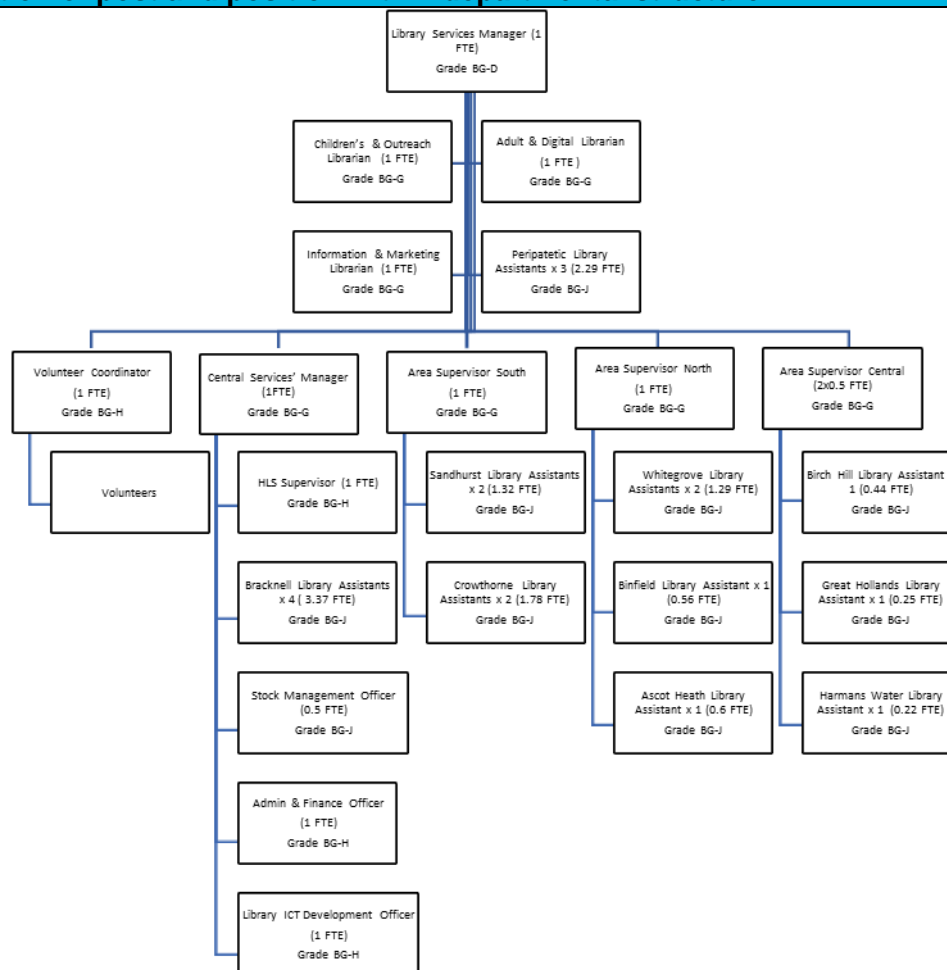 of post and position within departmental structure
Library Services Manager (1
FTE)
Grade BG-D
Children's & Outreach
Librarian (1 FTE)
Grade BG-G
Adult & Digital Librarian
(1 FTE )
Grade BG-G
Information & Marketing
Librarian (1 FTE)
Grade BG-G
Peripatetic Library
Assistants x 3 (2.29 FTE)
Grade BG-J
Volunteer Coordinator
(1 FTE)
Grade BG-H
Central Services' Manager
(1FTE)
Grade BG-G
Area Supervisor South
(1 FTE)
Grade BG-G
Area Supervisor North
(1 FTE)
Grade BG-G
Area Supervisor Central
(2x0.5 FTE)
Grade BG-G
Volunteers
HLS Supervisor (1 FTE)
Grade BG-H
Bracknell Library Assistants
x 4 ( 3.37 FTE)
Grade BG-J
Stock Management Officer
(0.5 FTE)
Grade BG-J
Admin & Finance Officer
(1 FTE)
Grade BG-H
Library ICT Development Officer
(1 FTE)
Grade BG-H
Sandhurst Library Assistants
x 2 (1.32 FTE)
Grade BG-J
Crowthorne Library
Assistants x 2 (1.78 FTE)
Grade BG-J
Whitegrove Library
Assistants x 2 (1.29 FTE)
Grade BG-J
Binfield Library Assistant x 1
(0.56 FTE)
Grade BG-J
Ascot Heath Library
Assistant x 1 (0.6 FTE)
Grade BG-J
Birch Hill Library Assistant
1 (0.44 FTE)
Grade BG-J
Great Hollands Library
Assistant x 1 (0.25 FTE)
Grade BG-J
Harmans Water Library
Assistant x 1 (0.22 FTE)
Grade BG-J